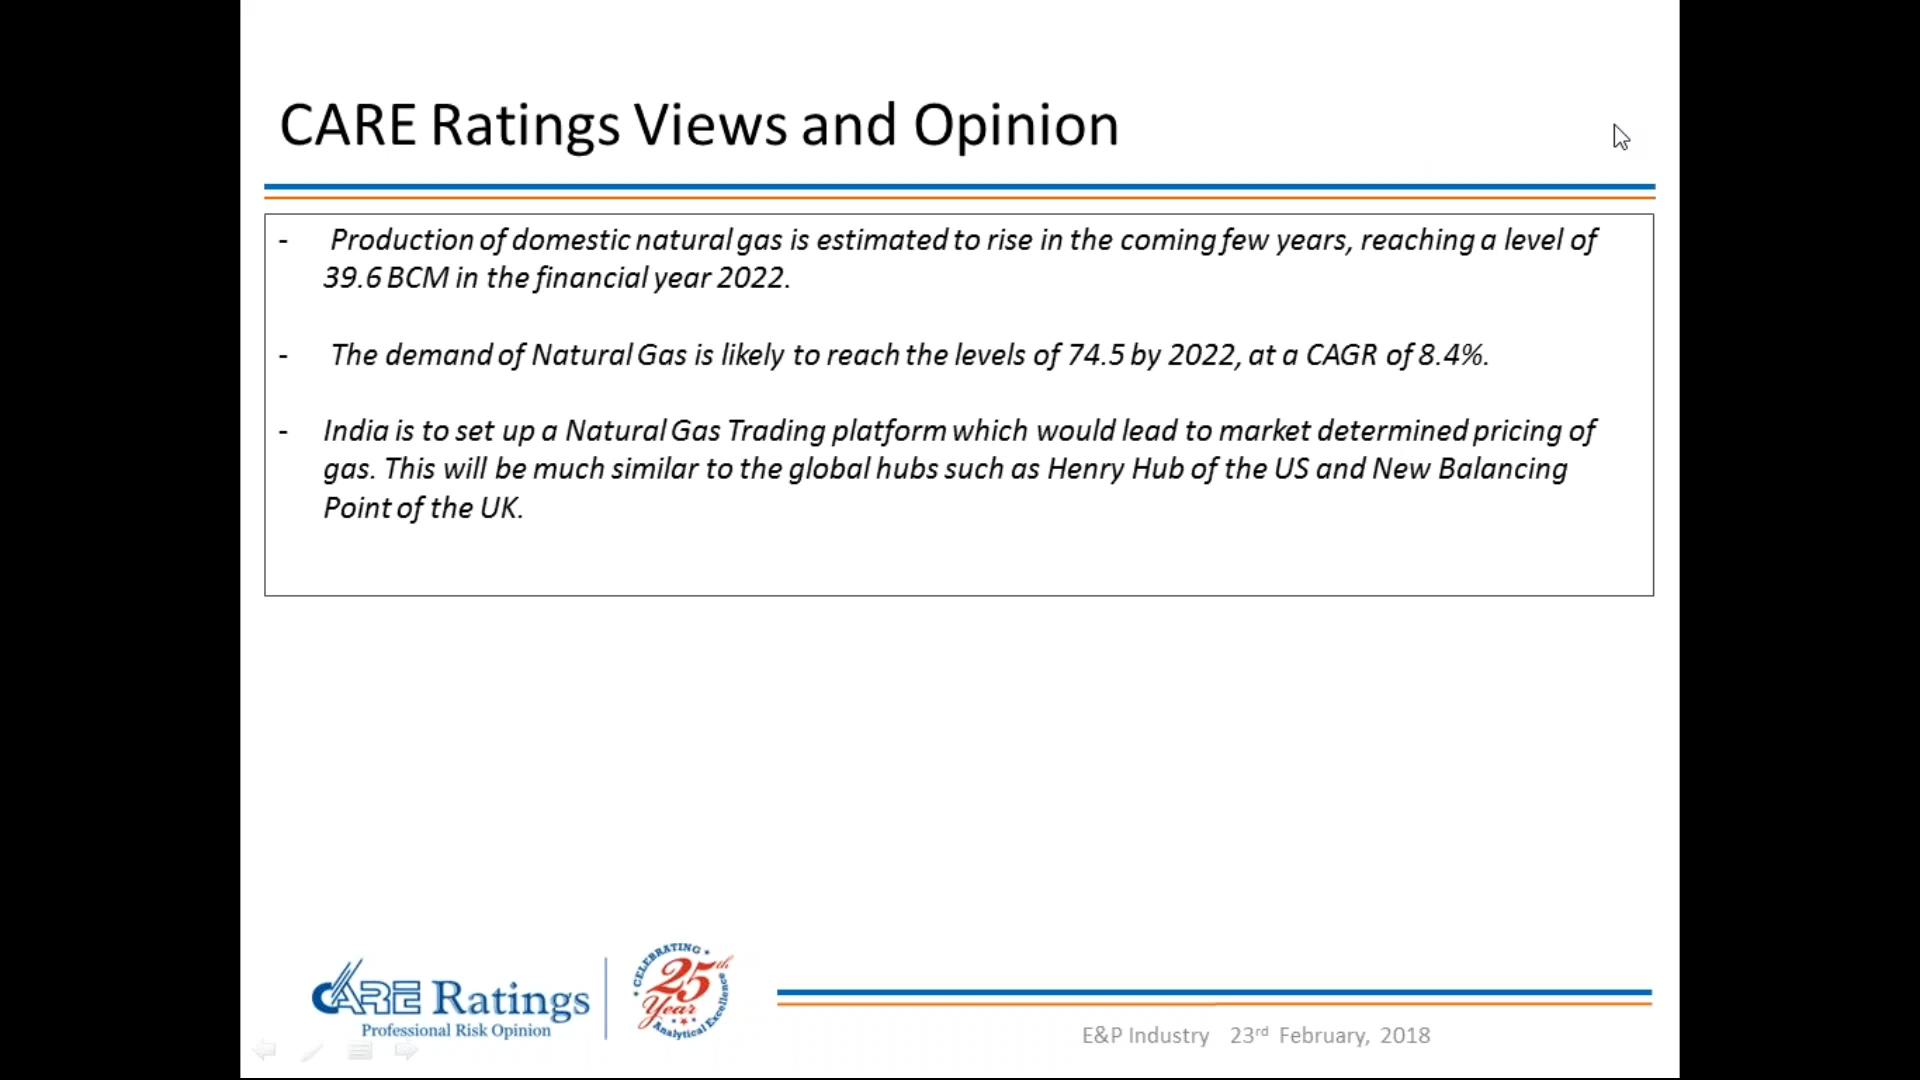 CARE Ratings Views and Opinion
- Production of domestic natural gas is estimated to rise in the coming few years, reaching a level of
39.6 BCM in the financial year 2022.
- The demand of Natural Gas is likely to reach the levels of 74.5 by 2022, at a CAGR of 8.4%.
- India is to set up a Natural Gas Trading platform which would lead to market determined pricing of
gas. This will be much similar to the global hubs such as Henry Hub of the US and New Balancing
Point of the UK.
CARE Ratings
Professional Risk Opinion
CELEBRATING
25th
Year
Analytical Excellence
E&P Industry 23rd February, 2018